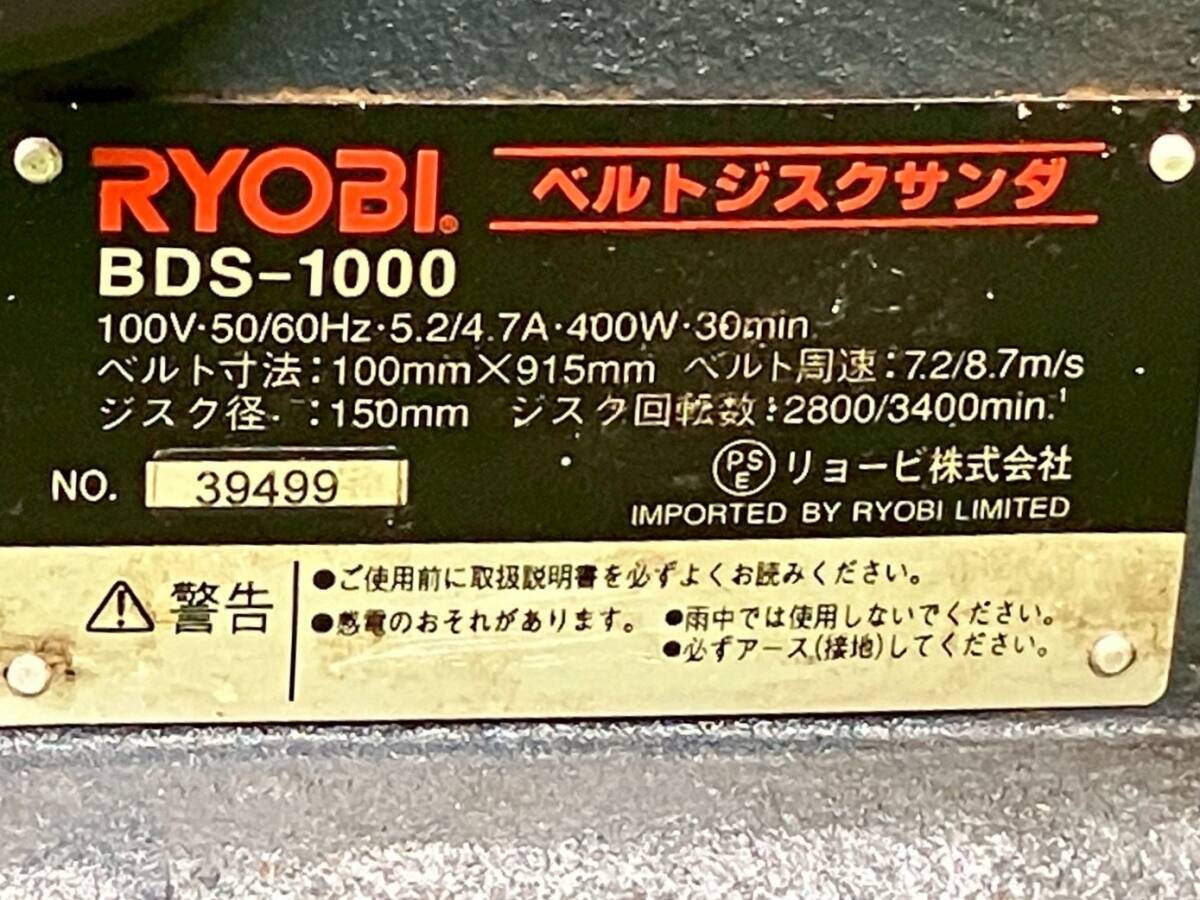 RYOBI® ベルトジスクサンダ
BDS-1000
100V·50/60Hz·5.2/4.7A·400W·30min.
ベルト寸法:100mm×915mm ベルト周速:7.2/8.7m/s
ジスク径 :150mm ジスク回転数:2800/3400min.⁻¹
NO. 39499
PSE リョービ株式会社
IMPORTED BY RYOBI LIMITED
⚠警告
●ご使用前に取扱説明書を必ずよくお読みください。
●感電のおそれがあります。 ●雨中では使用しないでください。
●必ずアース(接地)してください。